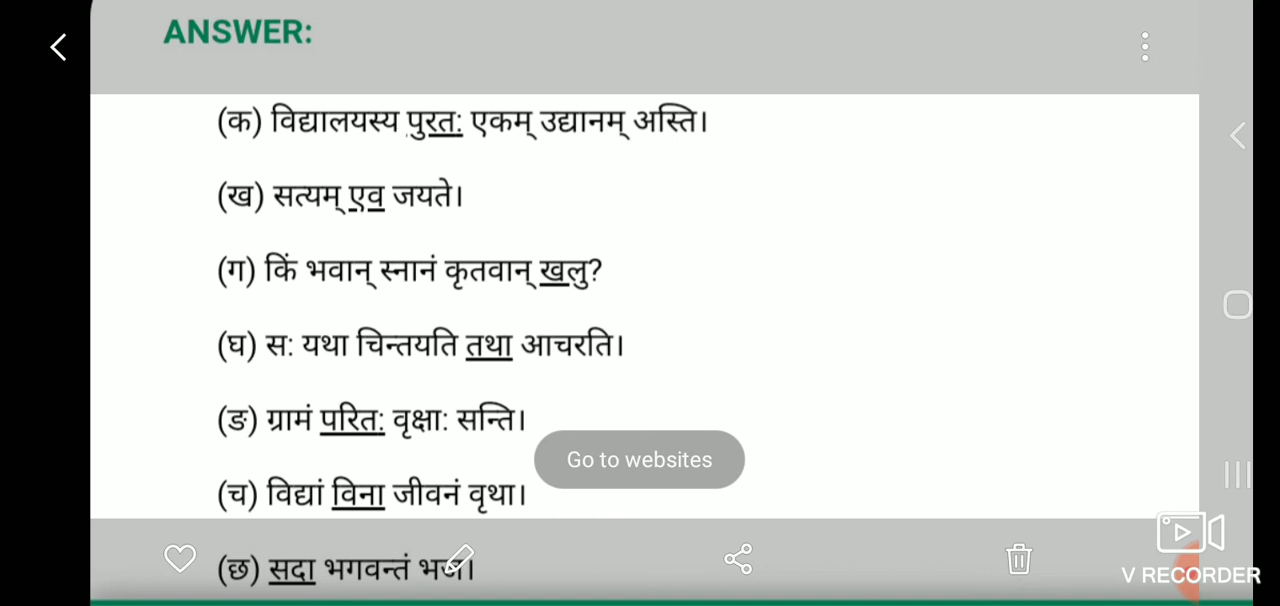 ANSWER:
(क) विद्यालयस्य पुरत: एकम् उद्यानम् अस्ति।
(ख) सत्यम् एव जयते।
(ग) किं भवान् स्नानं कृतवान् खलु?
(घ) स: यथा चिन्तयति तथा आचरति।
(ङ) ग्रामं परित: वृक्षा: सन्ति।
Go to websites
(च) विद्यां विना जीवनं वृथा।
(छ) सदा भगवन्तं भज।
V RECORDER